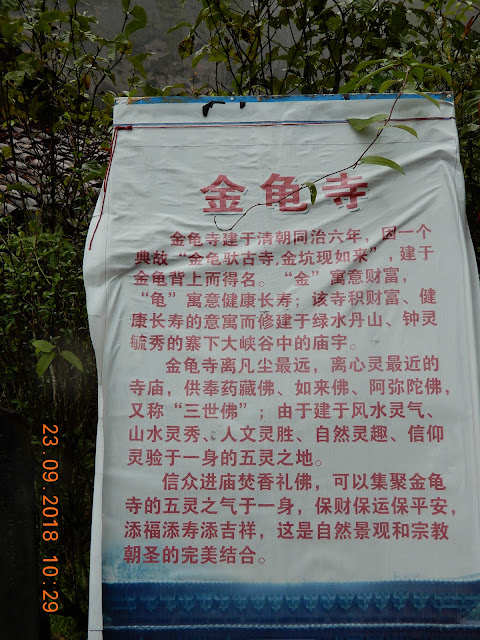 金龟寺
金龟寺建于清朝同治六年，因一个
典故“金龟驮古寺,金坑现如来”,建于
金龟背上而得名。“金”寓意财富，
“龟”寓意健康长寿；该寺积财富、健
康长寿的意寓而修建于绿水丹山、钟灵
毓秀的寨下大峡谷中的庙宇。
金龟寺离凡尘最远，离心灵最近的
寺庙，供奉药藏佛、如来佛、阿弥陀佛，
又称“三世佛”；由于建于风水灵气、
山水灵秀、人文灵胜、自然灵趣、信仰
灵验于一身的五灵之地。
信众进庙焚香礼佛，可以集聚金龟
寺的五灵之气于一身，保财保运保平安，
添福添寿添吉祥，这是自然景观和宗教
朝圣的完美结合。
23.09.2018 10:29